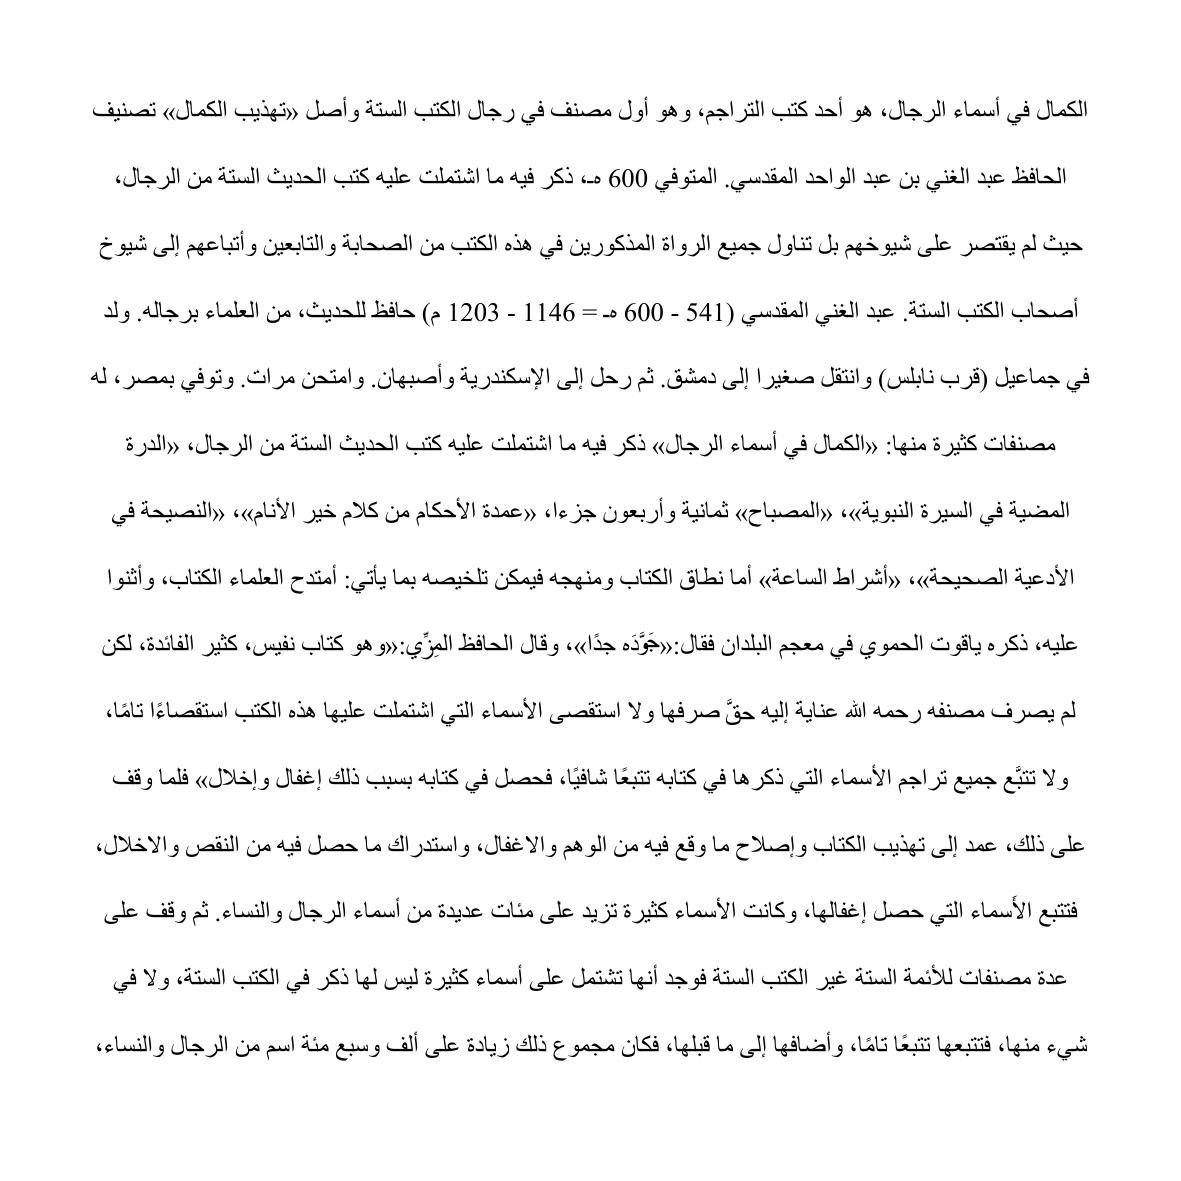 الكمال في أسماء الرجال، هو أحد كتب التراجم، وهو أول مصنف في رجال الكتب الستة وأصل «تهذيب الكمال» تصنيف
الحافظ عبد الغني بن عبد الواحد المقدسي. المتوفي 600 هـ، ذكر فيه ما اشتملت عليه كتب الحديث الستة من الرجال،
حيث لم يقتصر على شيوخهم بل تناول جميع الرواة المذكورين في هذه الكتب من الصحابة والتابعين وأتباعهم إلى شيوخ
أصحاب الكتب الستة. عبد الغني المقدسي (541 - 600 هـ = 1146 - 1203 م) حافظ للحديث، من العلماء برجاله. ولد
في جماعيل (قرب نابلس) وانتقل صغيرا إلى دمشق. ثم رحل إلى الإسكندرية وأصبهان. وامتحن مرات. وتوفي بمصر، له
مصنفات كثيرة منها: «الكمال في أسماء الرجال» ذكر فيه ما اشتملت عليه كتب الحديث الستة من الرجال، «الدرة
المضية في السيرة النبوية»، «المصباح» ثمانية وأربعون جزءا، «عمدة الأحكام من كلام خير الأنام»، «النصيحة في
الأدعية الصحيحة»، «أشراط الساعة» أما نطاق الكتاب ومنهجه فيمكن تلخيصه بما يأتي: أمتدح العلماء الكتاب، وأثنوا
عليه، ذكره ياقوت الحموي في معجم البلدان فقال:«جَوَّدَه جدًا»، وقال الحافظ المِزِّي:«وهو كتاب نفيس، كثير الفائدة، لكن
لم يصرف مصنفه رحمه الله عناية إليه حقَّ صرفها ولا استقصى الأسماء التي اشتملت عليها هذه الكتب استقصاءًا تامًا،
ولا تتبَّع جميع تراجم الأسماء التي ذكرها في كتابه تتبعًا شافيًا، فحصل في كتابه بسبب ذلك إغفال وإخلال» فلما وقف
على ذلك، عمد إلى تهذيب الكتاب وإصلاح ما وقع فيه من الوهم والاغفال، واستدراك ما حصل فيه من النقص والاخلال،
فتتبع الأَسماء التي حصل إغفالها، وكانت الأسماء كثيرة تزيد على مئات عديدة من أسماء الرجال والنساء. ثم وقف على
عدة مصنفات للأئمة الستة غير الكتب الستة فوجد أنها تشتمل على أسماء كثيرة ليس لها ذكر في الكتب الستة، ولا في
شيء منها، فتتبعها تتبعًا تامًا، وأضافها إلى ما قبلها، فكان مجموع ذلك زيادة على ألف وسبع مئة اسم من الرجال والنساء،